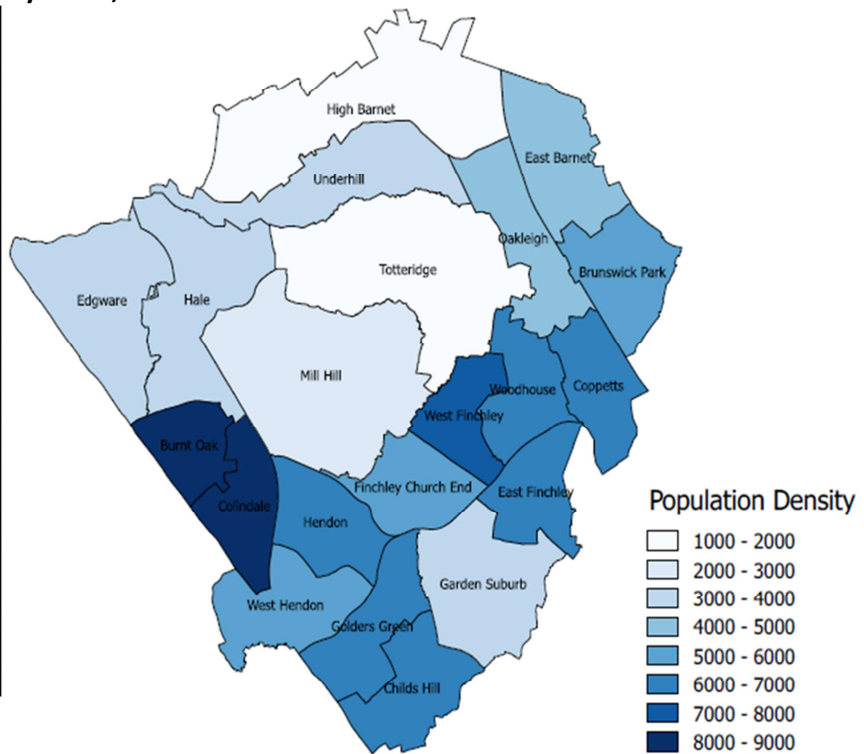 High Barnet
East Barnet
Underhill
Oakleigh
Totteridge
Brunswick Park
Edgware
Hale
Mill Hill
Woodhouse
Coppetts
West Finchley
Burnt Oak
Finchley Church End
East Finchley
Colindale
Hendon
Garden Suburb
West Hendon
Golders Green
Childs Hill
Population Density
1000 - 2000
2000 - 3000
3000 - 4000
4000 - 5000
5000 - 6000
6000 - 7000
7000 - 8000
8000 - 9000